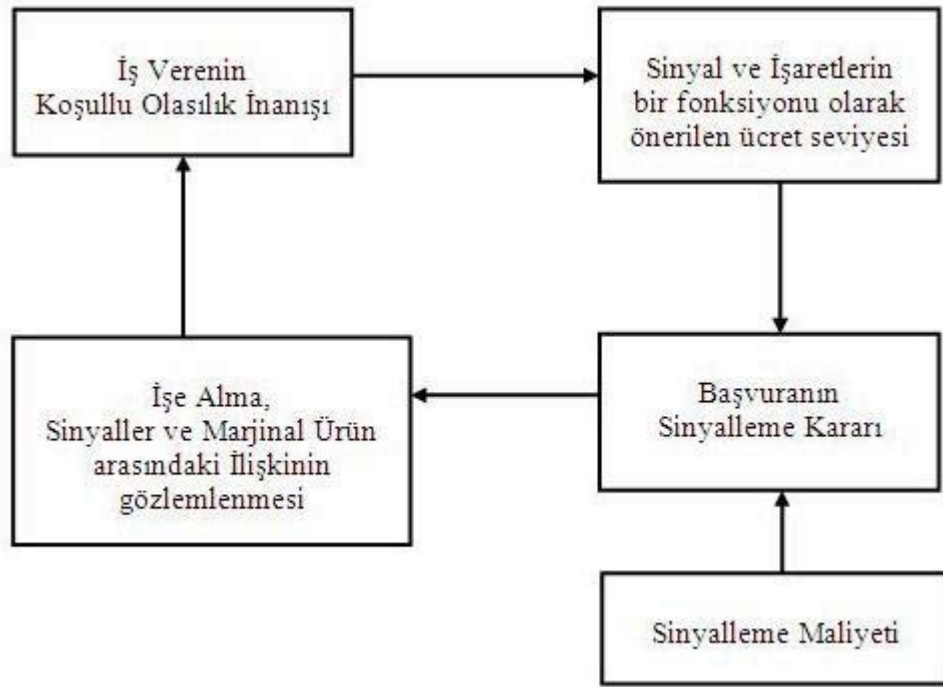 İş Verenin
Koşullu Olasılık İnanışı
Sinyal ve İşaretlerin
bir fonksiyonu olarak
önerilen ücret seviyesi
İşe Alma,
Sinyaller ve Marjinal Ürün
arasındaki İlişkinin
gözlemlenmesi
Başvuranın
Sinyalleme Kararı
Sinyalleme Maliyeti